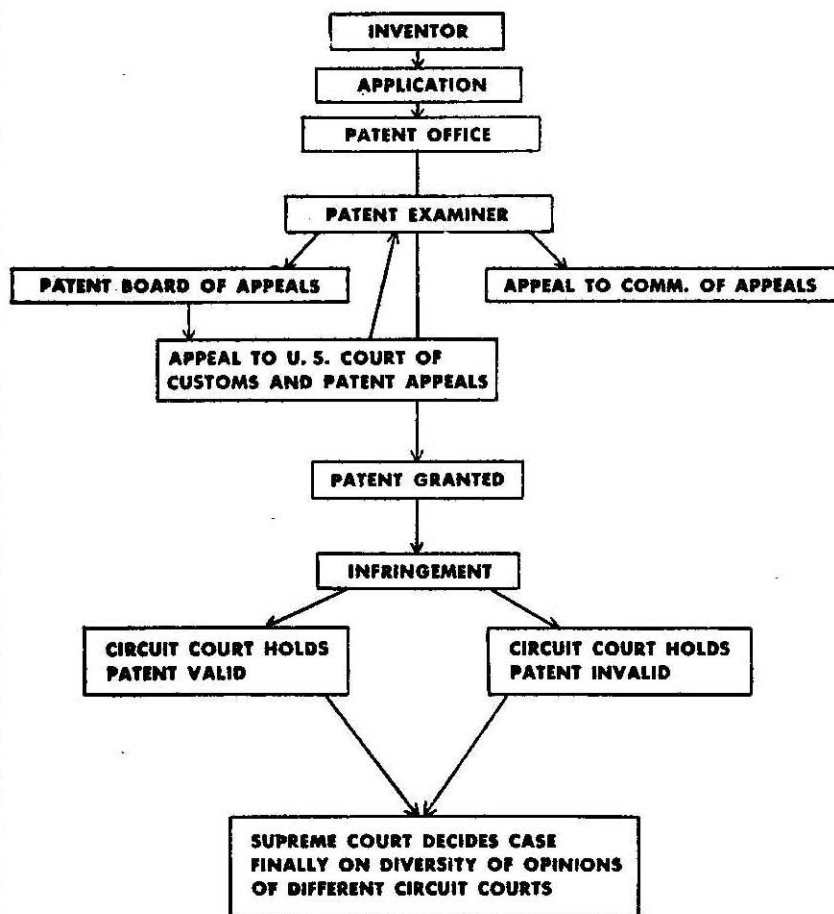 INVENTOR
APPLICATION
PATENT OFFICE
PATENT EXAMINER
PATENT BOARD OF APPEALS
APPEAL TO COMM. OF APPEALS
APPEAL TO U. S. COURT OF
CUSTOMS AND PATENT APPEALS
PATENT GRANTED
INFRINGEMENT
CIRCUIT COURT HOLDS
PATENT VALID
CIRCUIT COURT HOLDS
PATENT INVALID
SUPREME COURT DECIDES CASE
FINALLY ON DIVERSITY OF OPINIONS
OF DIFFERENT CIRCUIT COURTS